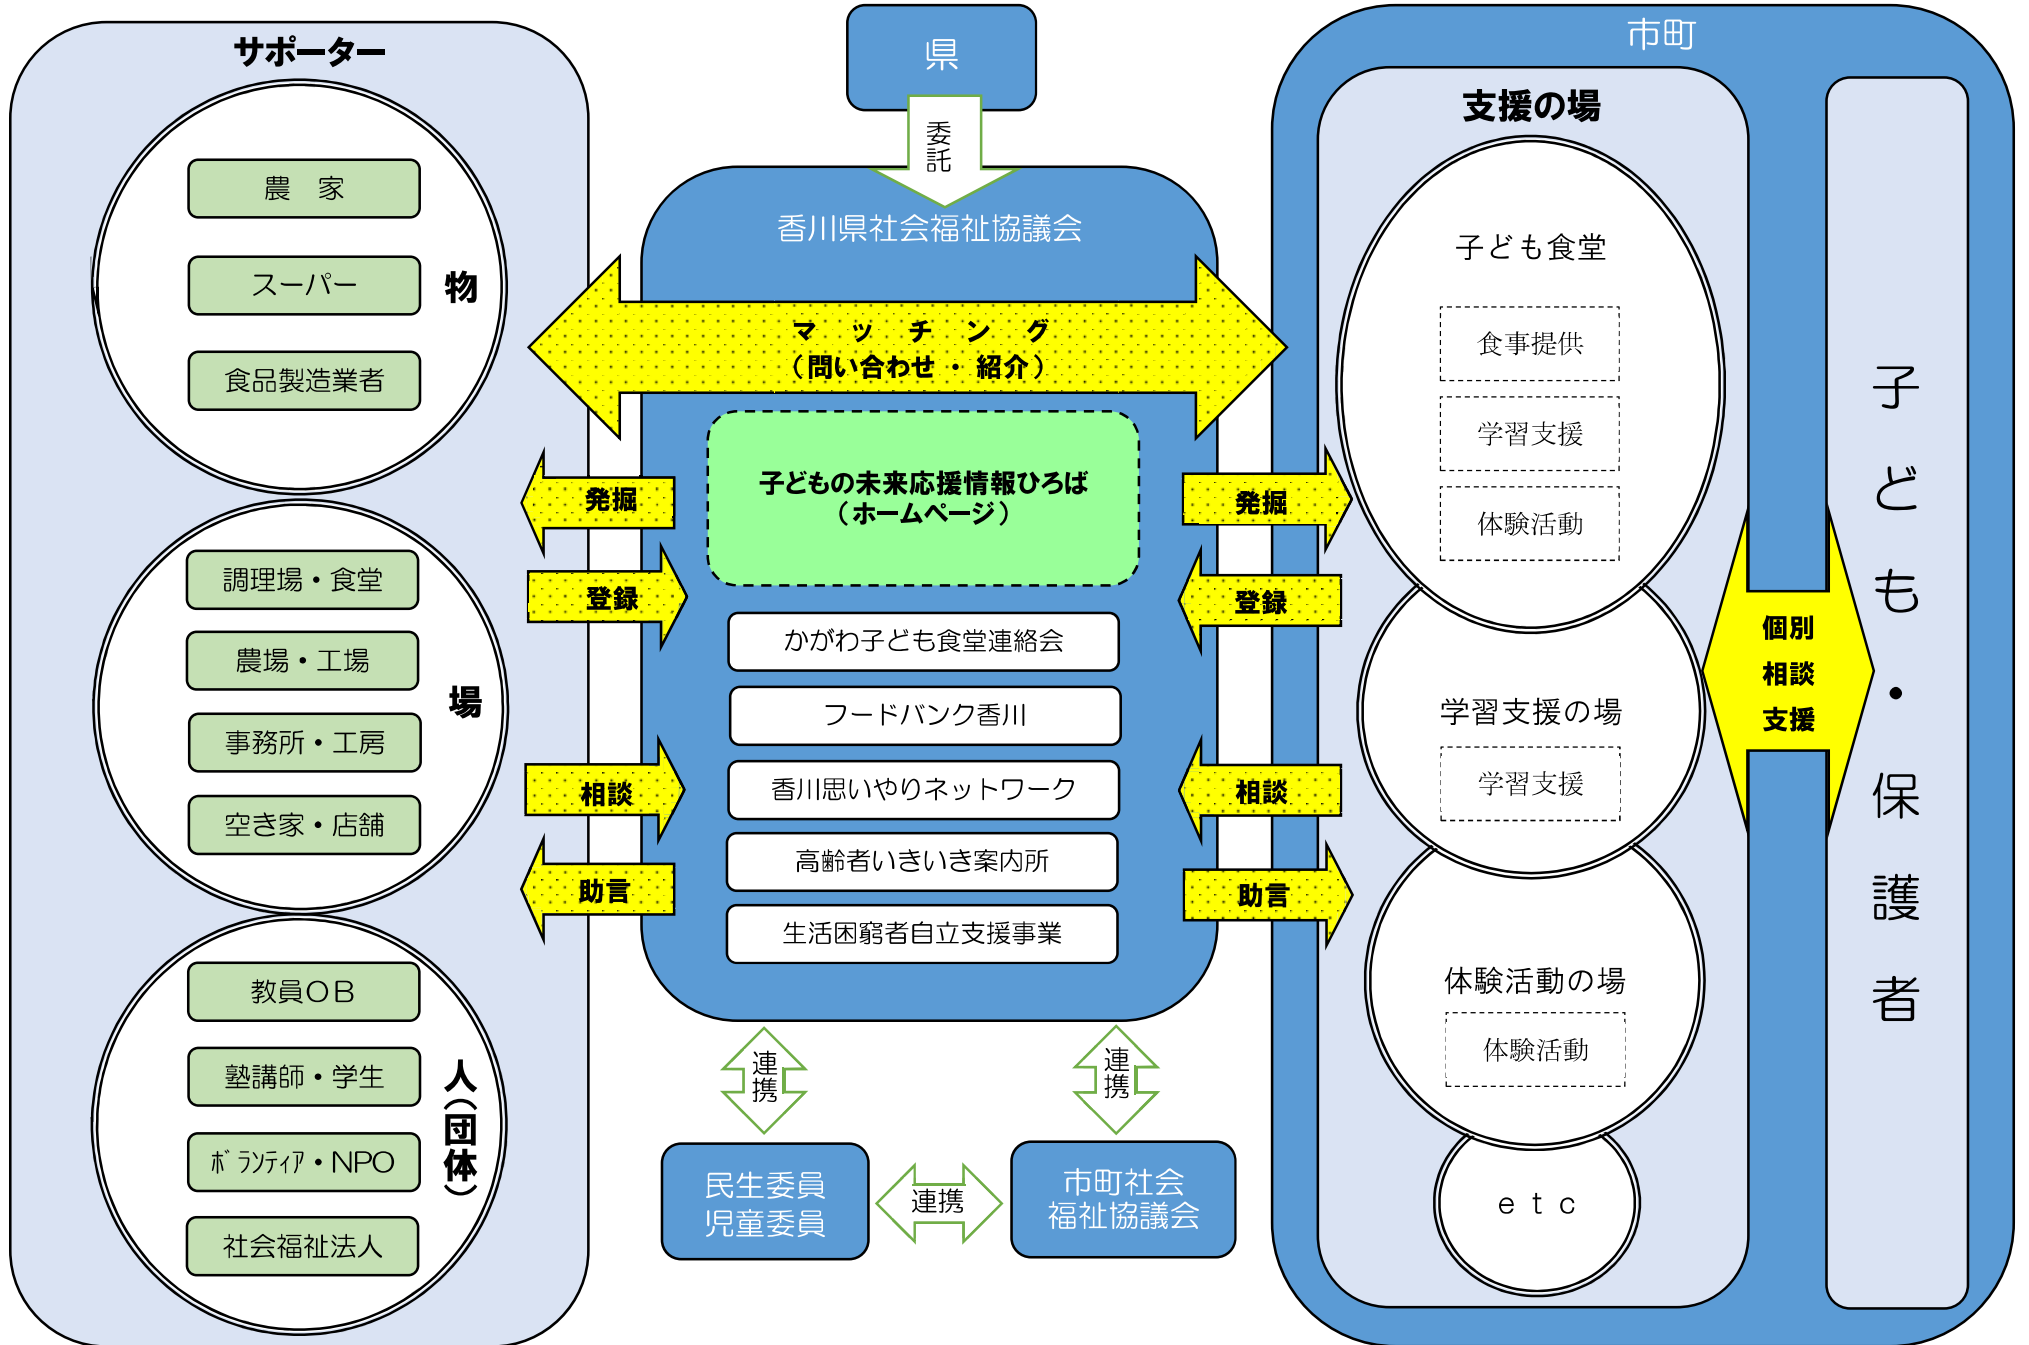 サポーター
農　家
スーパー
食品製造業者
物
調理場・食堂
農場・工場
事務所・工房
空き家・店舗
場
教員ＯＢ
塾講師・学生
ﾎﾞﾗﾝﾃｨｱ・NPO
社会福祉法人
人（団体）
県
委託
香川県社会福祉協議会
マ　ッ　チ　ン　グ
（問い合わせ ・ 紹介）
子どもの未来応援情報ひろば
（ホームページ）
かがわ子ども食堂連絡会
フードバンク香川
香川思いやりネットワーク
高齢者いきいき案内所
生活困窮者自立支援事業
発掘
登録
相談
助言
発掘
登録
相談
助言
連携
連携
民生委員
児童委員
連携
市町社会
福祉協議会
市町
支援の場
子ども食堂
食事提供
学習支援
体験活動
学習支援の場
学習支援
体験活動の場
体験活動
ｅｔｃ
個別
相談
支援
子ども・保護者